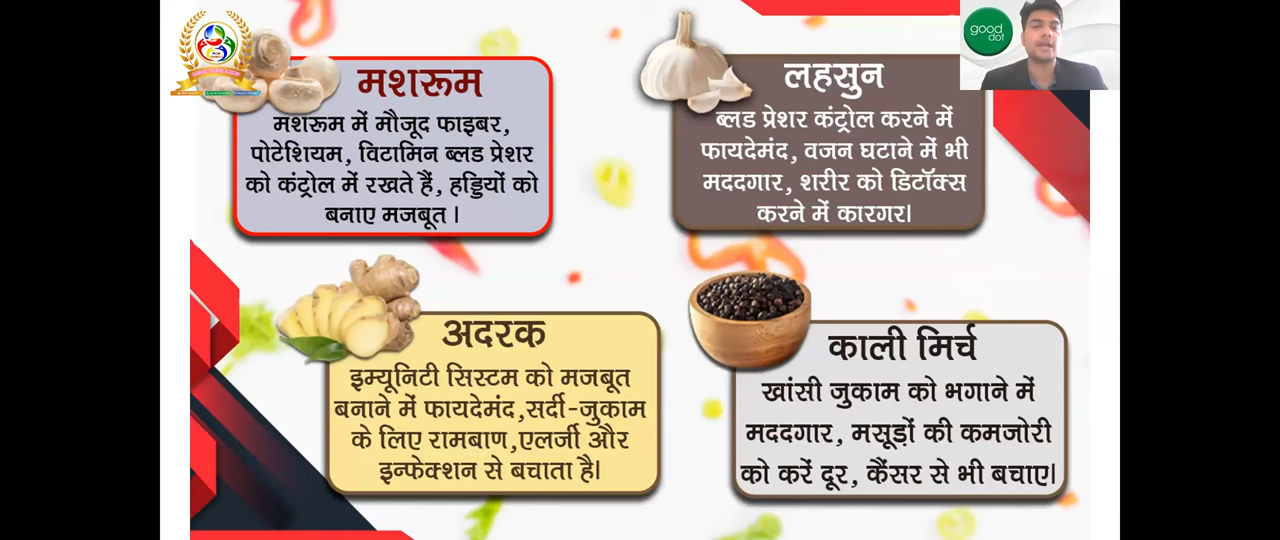 मशरूम
मशरूम में मौजूद फाइबर,
पोटेशियम, विटामिन ब्लड प्रेशर
को कंट्रोल में रखते हैं, हड्डियों को
बनाए मजबूत।
लहसुन
ब्लड प्रेशर कंट्रोल करने में
फायदेमंद, वजन घटाने में भी
मददगार, शरीर को डिटॉक्स
करने में कारगर।
good
dot
अदरक
इम्यूनिटी सिस्टम को मजबूत
बनाने में फायदेमंद,सर्दी-जुकाम
के लिए रामबाण,एलर्जी और
इन्फेक्शन से बचाता है।
काली मिर्च
खांसी जुकाम को भगाने में
मददगार, मसूड़ों की कमजोरी
को करें दूर, कैंसर से भी बचाए।